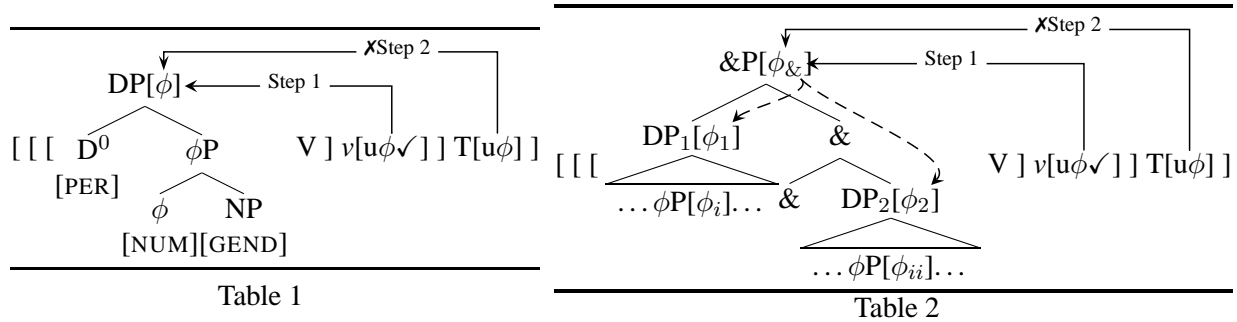 ✗Step 2
Step 1
DP[ϕ]
[ [ [ D⁰ ϕP V ] v[uϕ✓] ] T[uϕ] ]
[PER]
ϕ NP
[NUM][GEND]
Table 1
✗Step 2
Step 1
&P[ϕ&]
DP₁[ϕ₁] &
[ [ [ V ] v[uϕ✓] ] T[uϕ] ]
...ϕP[ϕᵢ]... & DP₂[ϕ₂]
...ϕP[ϕᵢᵢ]...
Table 2